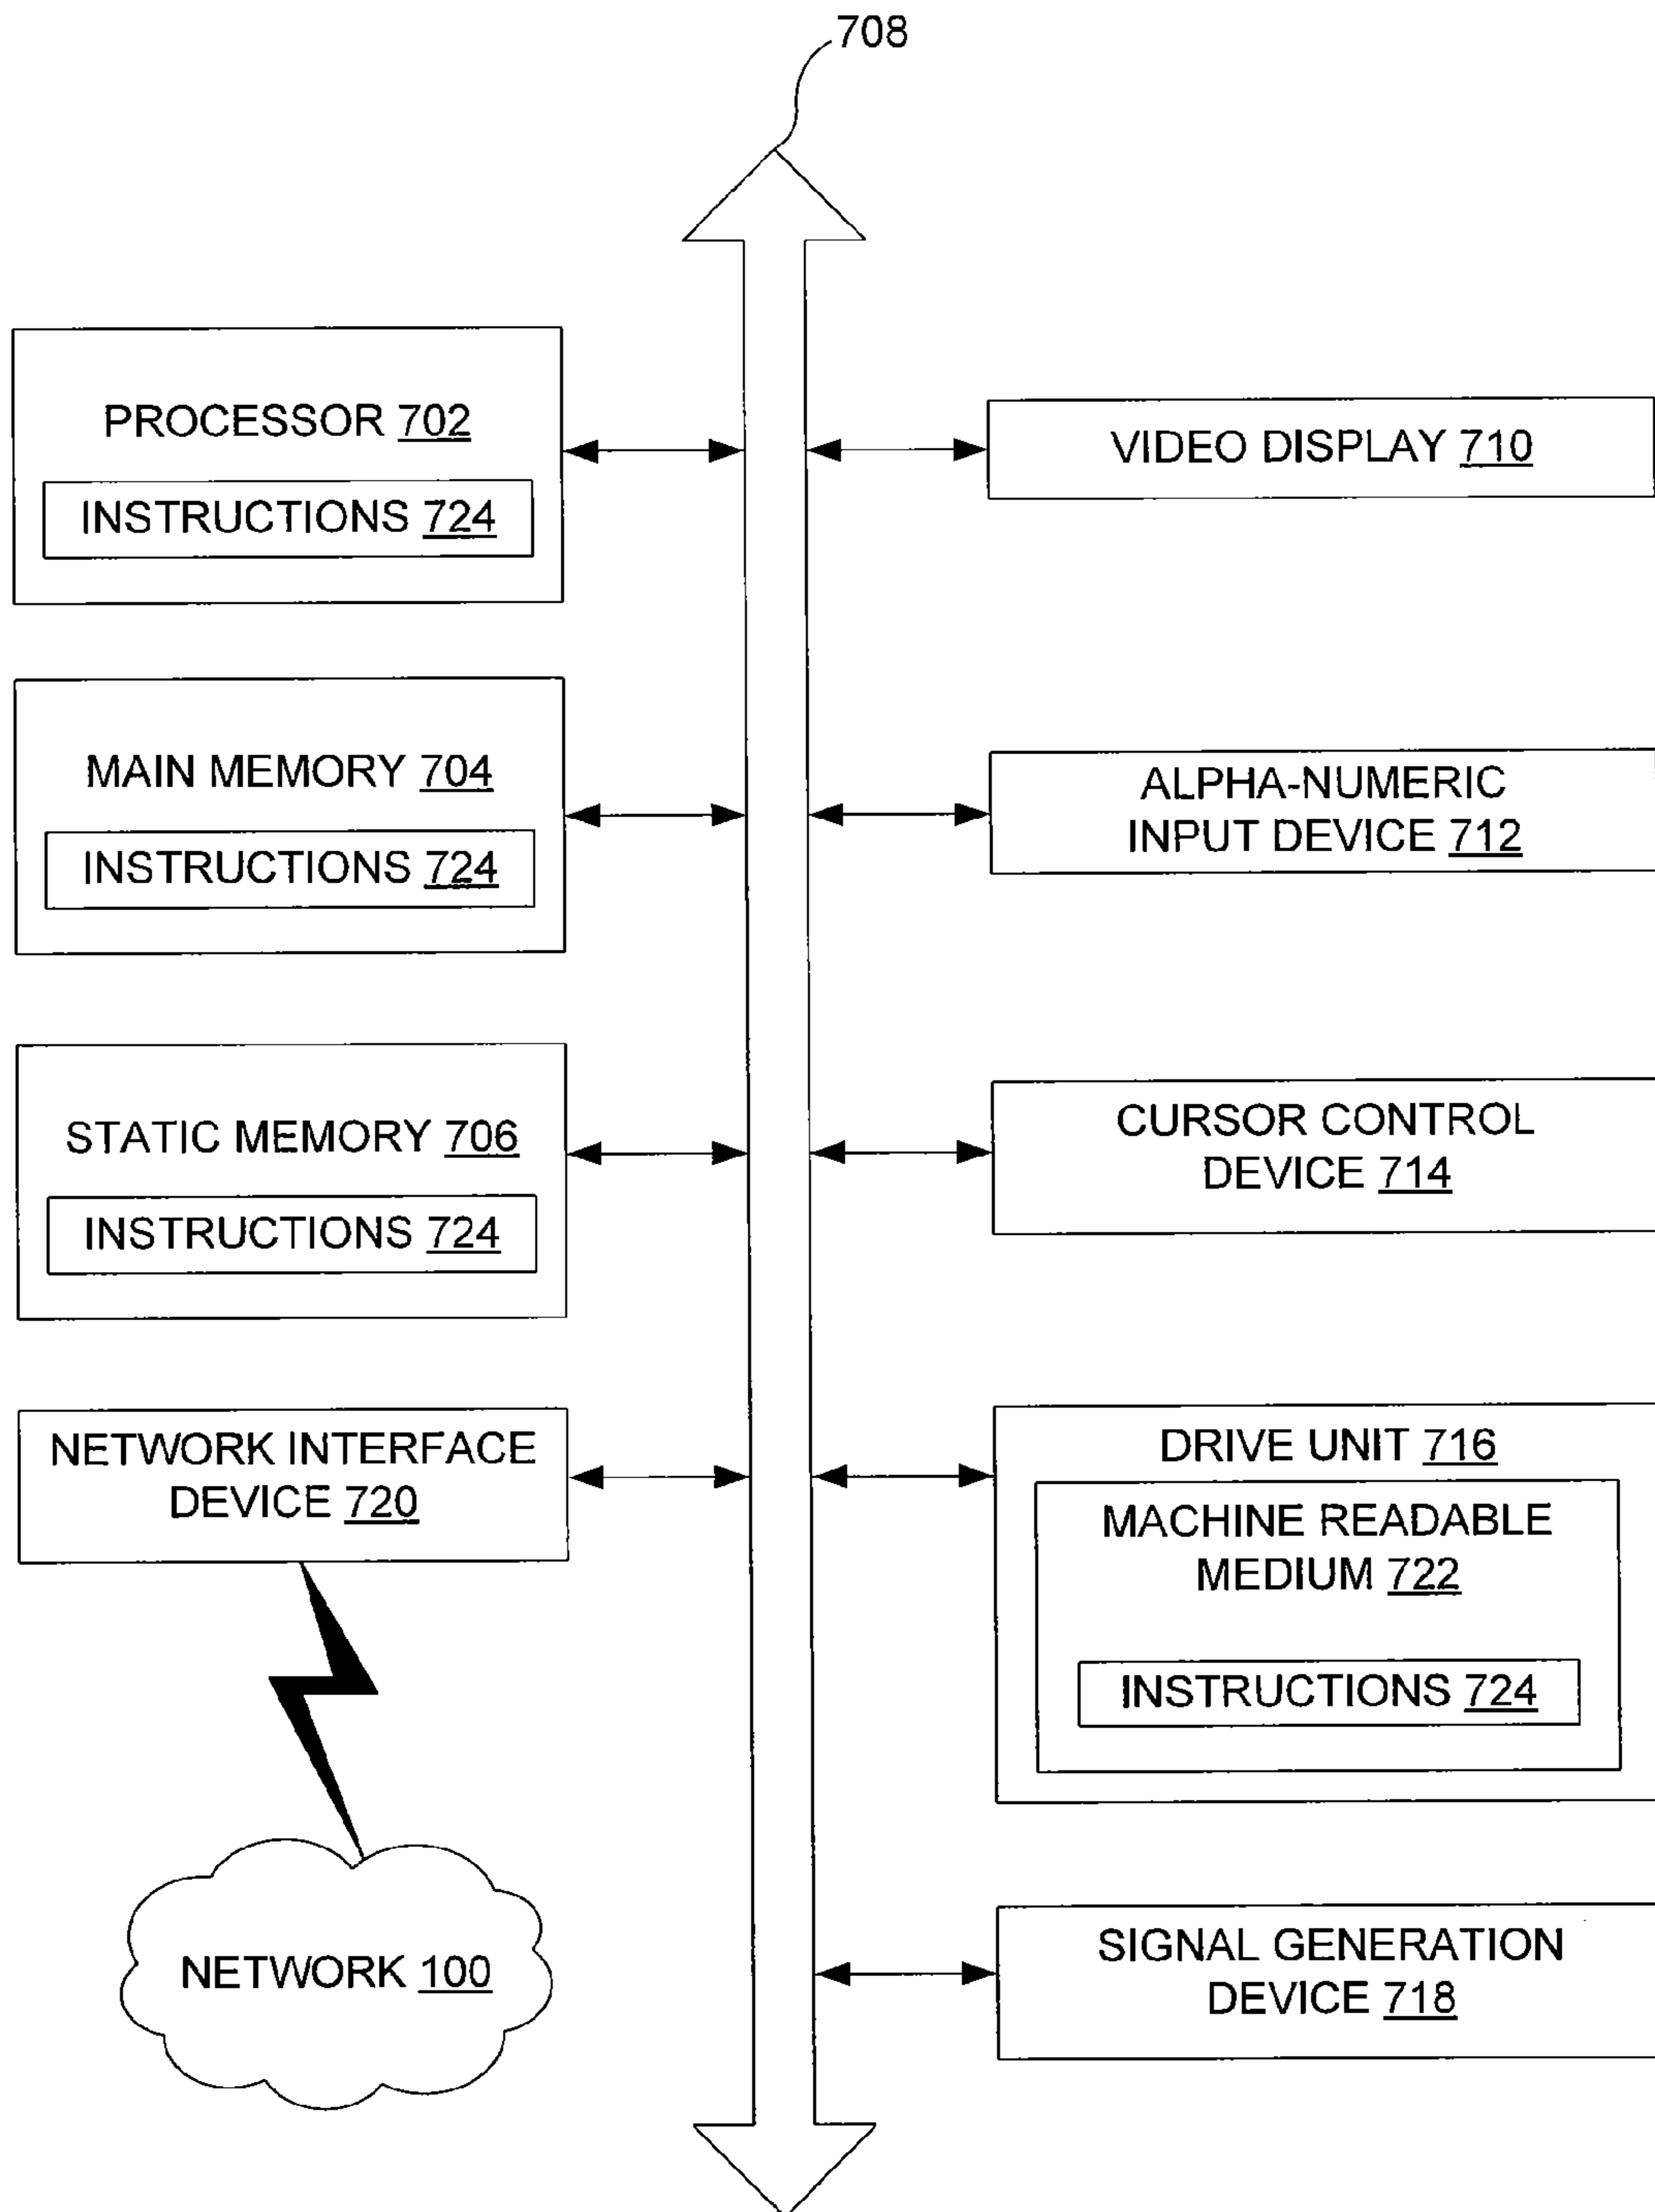 708
PROCESSOR 702
INSTRUCTIONS 724
MAIN MEMORY 704
INSTRUCTIONS 724
STATIC MEMORY 706
INSTRUCTIONS 724
NETWORK INTERFACE
DEVICE 720
NETWORK 100
VIDEO DISPLAY 710
ALPHA-NUMERIC
INPUT DEVICE 712
CURSOR CONTROL
DEVICE 714
DRIVE UNIT 716
MACHINE READABLE
MEDIUM 722
INSTRUCTIONS 724
SIGNAL GENERATION
DEVICE 718